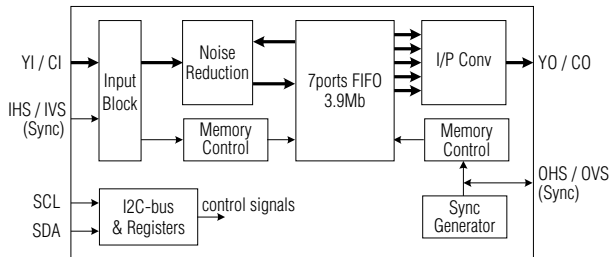 YI / CI
IHS / IVS
(Sync)
Input
Block
Noise
Reduction
7ports FIFO
3.9Mb
I/P Conv
YO / CO
Memory
Control
Memory
Control
OHS / OVS
(Sync)
Sync
Generator
SCL
SDA
I2C-bus
& Registers
control signals